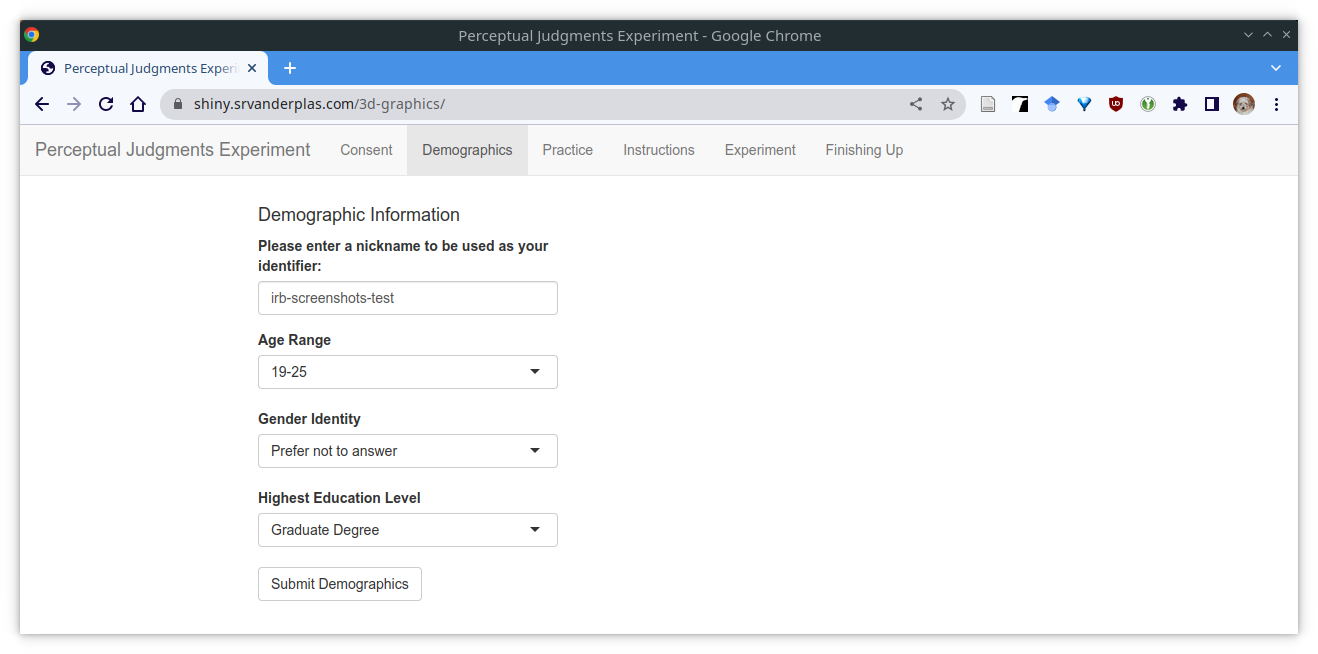 Perceptual Judgments Experiment - Google Chrome
Perceptual Judgments Experi
shiny.srvanderplas.com/3d-graphics/
Perceptual Judgments Experiment Consent Demographics Practice Instructions Experiment Finishing Up
Demographic Information
Please enter a nickname to be used as your
identifier:
irb-screenshots-test
Age Range
19-25
Gender Identity
Prefer not to answer
Highest Education Level
Graduate Degree
Submit Demographics